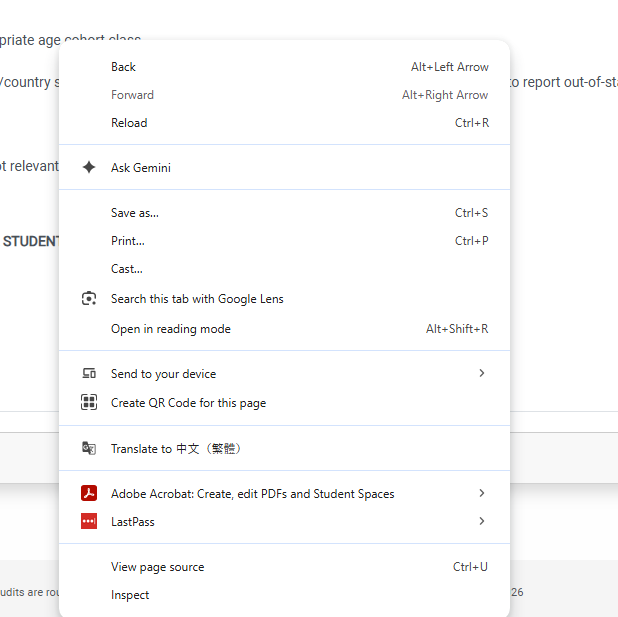 priate age cohort class
Back Alt+Left Arrow
/country s to report out-of-sta
Forward Alt+Right Arrow
Reload Ctrl+R
ot relevant Ask Gemini
Save as... Ctrl+S
STUDENT Print... Ctrl+P
Cast...
Search this tab with Google Lens
Open in reading mode Alt+Shift+R
Send to your device
Create QR Code for this page
Translate to 中文（繁體）
Adobe Acrobat: Create, edit PDFs and Student Spaces
LastPass
View page source Ctrl+U
udits are rou Inspect 26